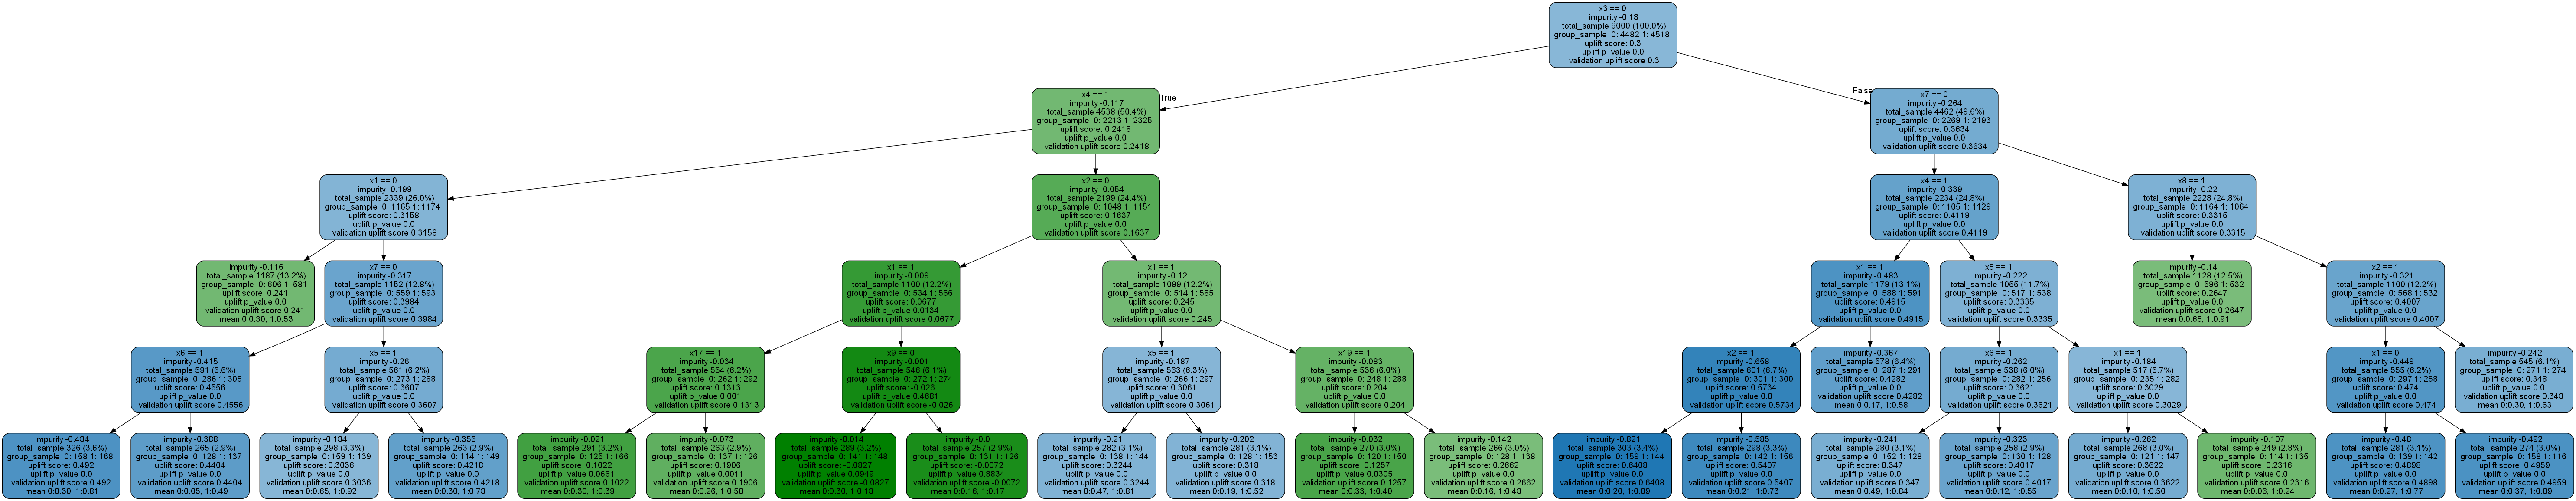 x3 == 0
impurity -0.18
total_sample 9000 (100.0%)
group_sample 0: 4482 1: 4518
uplift score: 0.3
uplift p_value 0.0
validation uplift score 0.3
True
False
x4 == 1
impurity -0.117
total_sample 4538 (50.4%)
group_sample 0: 2213 1: 2325
uplift score: 0.2418
uplift p_value 0.0
validation uplift score 0.2418
x7 == 0
impurity -0.264
total_sample 4462 (49.6%)
group_sample 0: 2269 1: 2193
uplift score: 0.3634
uplift p_value 0.0
validation uplift score 0.3634
x1 == 0
impurity -0.199
total_sample 2339 (26.0%)
group_sample 0: 1165 1: 1174
uplift score: 0.3158
uplift p_value 0.0
validation uplift score 0.3158
x2 == 0
impurity -0.054
total_sample 2199 (24.4%)
group_sample 0: 1048 1: 1151
uplift score: 0.1637
uplift p_value 0.0
validation uplift score 0.1637
x4 == 1
impurity -0.339
total_sample 2234 (24.8%)
group_sample 0: 1105 1: 1129
uplift score: 0.4119
uplift p_value 0.0
validation uplift score 0.4119
x8 == 1
impurity -0.22
total_sample 2228 (24.8%)
group_sample 0: 1164 1: 1064
uplift score: 0.3315
uplift p_value 0.0
validation uplift score 0.3315
impurity -0.116
total_sample 1187 (13.2%)
group_sample 0: 606 1: 581
uplift score: 0.241
uplift p_value 0.0
validation uplift score 0.241
mean 0:0.30, 1:0.53
x7 == 0
impurity -0.317
total_sample 1152 (12.8%)
group_sample 0: 559 1: 593
uplift score: 0.3984
uplift p_value 0.0
validation uplift score 0.3984
x1 == 1
impurity -0.009
total_sample 1100 (12.2%)
group_sample 0: 534 1: 566
uplift score: 0.0677
uplift p_value 0.0134
validation uplift score 0.0677
x1 == 1
impurity -0.12
total_sample 1099 (12.2%)
group_sample 0: 514 1: 585
uplift score: 0.245
uplift p_value 0.0
validation uplift score 0.245
x1 == 1
impurity -0.483
total_sample 1179 (13.1%)
group_sample 0: 588 1: 591
uplift score: 0.4915
uplift p_value 0.0
validation uplift score 0.4915
x5 == 1
impurity -0.222
total_sample 1055 (11.7%)
group_sample 0: 517 1: 538
uplift score: 0.3335
uplift p_value 0.0
validation uplift score 0.3335
impurity -0.14
total_sample 1128 (12.5%)
group_sample 0: 596 1: 532
uplift score: 0.2647
uplift p_value 0.0
validation uplift score 0.2647
mean 0:0.65, 1:0.91
x2 == 1
impurity -0.321
total_sample 1100 (12.2%)
group_sample 0: 568 1: 532
uplift score: 0.4007
uplift p_value 0.0
validation uplift score 0.4007
x6 == 1
impurity -0.415
total_sample 591 (6.6%)
group_sample 0: 286 1: 305
uplift score: 0.4556
uplift p_value 0.0
validation uplift score 0.4556
x5 == 1
impurity -0.26
total_sample 561 (6.2%)
group_sample 0: 273 1: 288
uplift score: 0.3607
uplift p_value 0.0
validation uplift score 0.3607
x17 == 1
impurity -0.034
total_sample 554 (6.2%)
group_sample 0: 262 1: 292
uplift score: 0.1313
uplift p_value 0.001
validation uplift score 0.1313
x9 == 0
impurity -0.001
total_sample 546 (6.1%)
group_sample 0: 272 1: 274
uplift score: -0.026
uplift p_value 0.4681
validation uplift score -0.026
x5 == 1
impurity -0.187
total_sample 563 (6.3%)
group_sample 0: 266 1: 297
uplift score: 0.3061
uplift p_value 0.0
validation uplift score 0.3061
x19 == 1
impurity -0.083
total_sample 536 (6.0%)
group_sample 0: 248 1: 288
uplift score: 0.204
uplift p_value 0.0
validation uplift score 0.204
x2 == 1
impurity -0.658
total_sample 601 (6.7%)
group_sample 0: 301 1: 300
uplift score: 0.5734
uplift p_value 0.0
validation uplift score 0.5734
impurity -0.367
total_sample 578 (6.4%)
group_sample 0: 287 1: 291
uplift score: 0.4282
uplift p_value 0.0
validation uplift score 0.4282
mean 0:0.17, 1:0.58
x6 == 1
impurity -0.262
total_sample 538 (6.0%)
group_sample 0: 282 1: 256
uplift score: 0.3621
uplift p_value 0.0
validation uplift score 0.3621
x1 == 1
impurity -0.184
total_sample 517 (5.7%)
group_sample 0: 235 1: 282
uplift score: 0.3029
uplift p_value 0.0
validation uplift score 0.3029
x1 == 0
impurity -0.449
total_sample 555 (6.2%)
group_sample 0: 297 1: 258
uplift score: 0.474
uplift p_value 0.0
validation uplift score 0.474
impurity -0.242
total_sample 545 (6.1%)
group_sample 0: 271 1: 274
uplift score: 0.348
uplift p_value 0.0
validation uplift score 0.348
mean 0:0.30, 1:0.63
impurity -0.484
total_sample 326 (3.6%)
group_sample 0: 158 1: 168
uplift score: 0.492
uplift p_value 0.0
validation uplift score 0.492
mean 0:0.30, 1:0.81
impurity -0.388
total_sample 265 (2.9%)
group_sample 0: 128 1: 137
uplift score: 0.4404
uplift p_value 0.0
validation uplift score 0.4404
mean 0:0.05, 1:0.49
impurity -0.184
total_sample 298 (3.3%)
group_sample 0: 159 1: 139
uplift score: 0.3036
uplift p_value 0.0
validation uplift score 0.3036
mean 0:0.65, 1:0.92
impurity -0.356
total_sample 263 (2.9%)
group_sample 0: 114 1: 149
uplift score: 0.4218
uplift p_value 0.0
validation uplift score 0.4218
mean 0:0.30, 1:0.78
impurity -0.021
total_sample 291 (3.2%)
group_sample 0: 125 1: 166
uplift score: 0.1022
uplift p_value 0.0661
validation uplift score 0.1022
mean 0:0.30, 1:0.39
impurity -0.073
total_sample 263 (2.9%)
group_sample 0: 137 1: 126
uplift score: 0.1906
uplift p_value 0.0011
validation uplift score 0.1906
mean 0:0.26, 1:0.50
impurity -0.014
total_sample 289 (3.2%)
group_sample 0: 141 1: 148
uplift score: -0.0827
uplift p_value 0.0949
validation uplift score -0.0827
mean 0:0.30, 1:0.18
impurity -0.0
total_sample 257 (2.9%)
group_sample 0: 131 1: 126
uplift score: -0.0072
uplift p_value 0.8834
validation uplift score -0.0072
mean 0:0.16, 1:0.17
impurity -0.21
total_sample 282 (3.1%)
group_sample 0: 138 1: 144
uplift score: 0.3244
uplift p_value 0.0
validation uplift score 0.3244
mean 0:0.47, 1:0.81
impurity -0.202
total_sample 281 (3.1%)
group_sample 0: 128 1: 153
uplift score: 0.318
uplift p_value 0.0
validation uplift score 0.318
mean 0:0.19, 1:0.52
impurity -0.032
total_sample 270 (3.0%)
group_sample 0: 120 1: 150
uplift score: 0.1257
uplift p_value 0.0305
validation uplift score 0.1257
mean 0:0.33, 1:0.40
impurity -0.142
total_sample 266 (3.0%)
group_sample 0: 128 1: 138
uplift score: 0.2662
uplift p_value 0.0
validation uplift score 0.2662
mean 0:0.16, 1:0.48
impurity -0.821
total_sample 303 (3.4%)
group_sample 0: 159 1: 144
uplift score: 0.6408
uplift p_value 0.0
validation uplift score 0.6408
mean 0:0.20, 1:0.89
impurity -0.585
total_sample 298 (3.3%)
group_sample 0: 142 1: 156
uplift score: 0.5407
uplift p_value 0.0
validation uplift score 0.5407
mean 0:0.21, 1:0.73
impurity -0.241
total_sample 280 (3.1%)
group_sample 0: 152 1: 128
uplift score: 0.347
uplift p_value 0.0
validation uplift score 0.347
mean 0:0.49, 1:0.84
impurity -0.323
total_sample 258 (2.9%)
group_sample 0: 130 1: 128
uplift score: 0.4017
uplift p_value 0.0
validation uplift score 0.4017
mean 0:0.12, 1:0.55
impurity -0.262
total_sample 268 (3.0%)
group_sample 0: 121 1: 147
uplift score: 0.3622
uplift p_value 0.0
validation uplift score 0.3622
mean 0:0.10, 1:0.50
impurity -0.107
total_sample 249 (2.8%)
group_sample 0: 114 1: 135
uplift score: 0.2316
uplift p_value 0.0
validation uplift score 0.2316
mean 0:0.06, 1:0.24
impurity -0.48
total_sample 281 (3.1%)
group_sample 0: 139 1: 142
uplift score: 0.4898
uplift p_value 0.0
validation uplift score 0.4898
mean 0:0.27, 1:0.77
impurity -0.492
total_sample 274 (3.0%)
group_sample 0: 158 1: 116
uplift score: 0.4959
uplift p_value 0.0
validation uplift score 0.4959
mean 0:0.37, 1:0.89